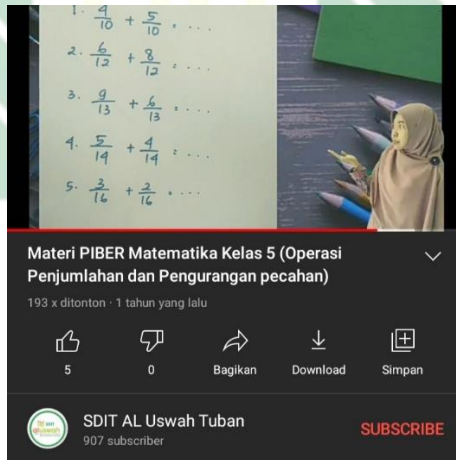 1. 4/10 + 5/10 = ....
2. 6/12 + 8/12 = ...
3. 9/13 + 6/13 = ...
4. 5/14 + 4/14 = ...
5. 3/16 + 2/16 = ...
Materi PIBER Matematika Kelas 5 (Operasi
Penjumlahan dan Pengurangan pecahan)
193 x ditonton · 1 tahun yang lalu
5 0 Bagikan Download Simpan
SDIT AL Uswah Tuban
907 subscriber
SUBSCRIBE